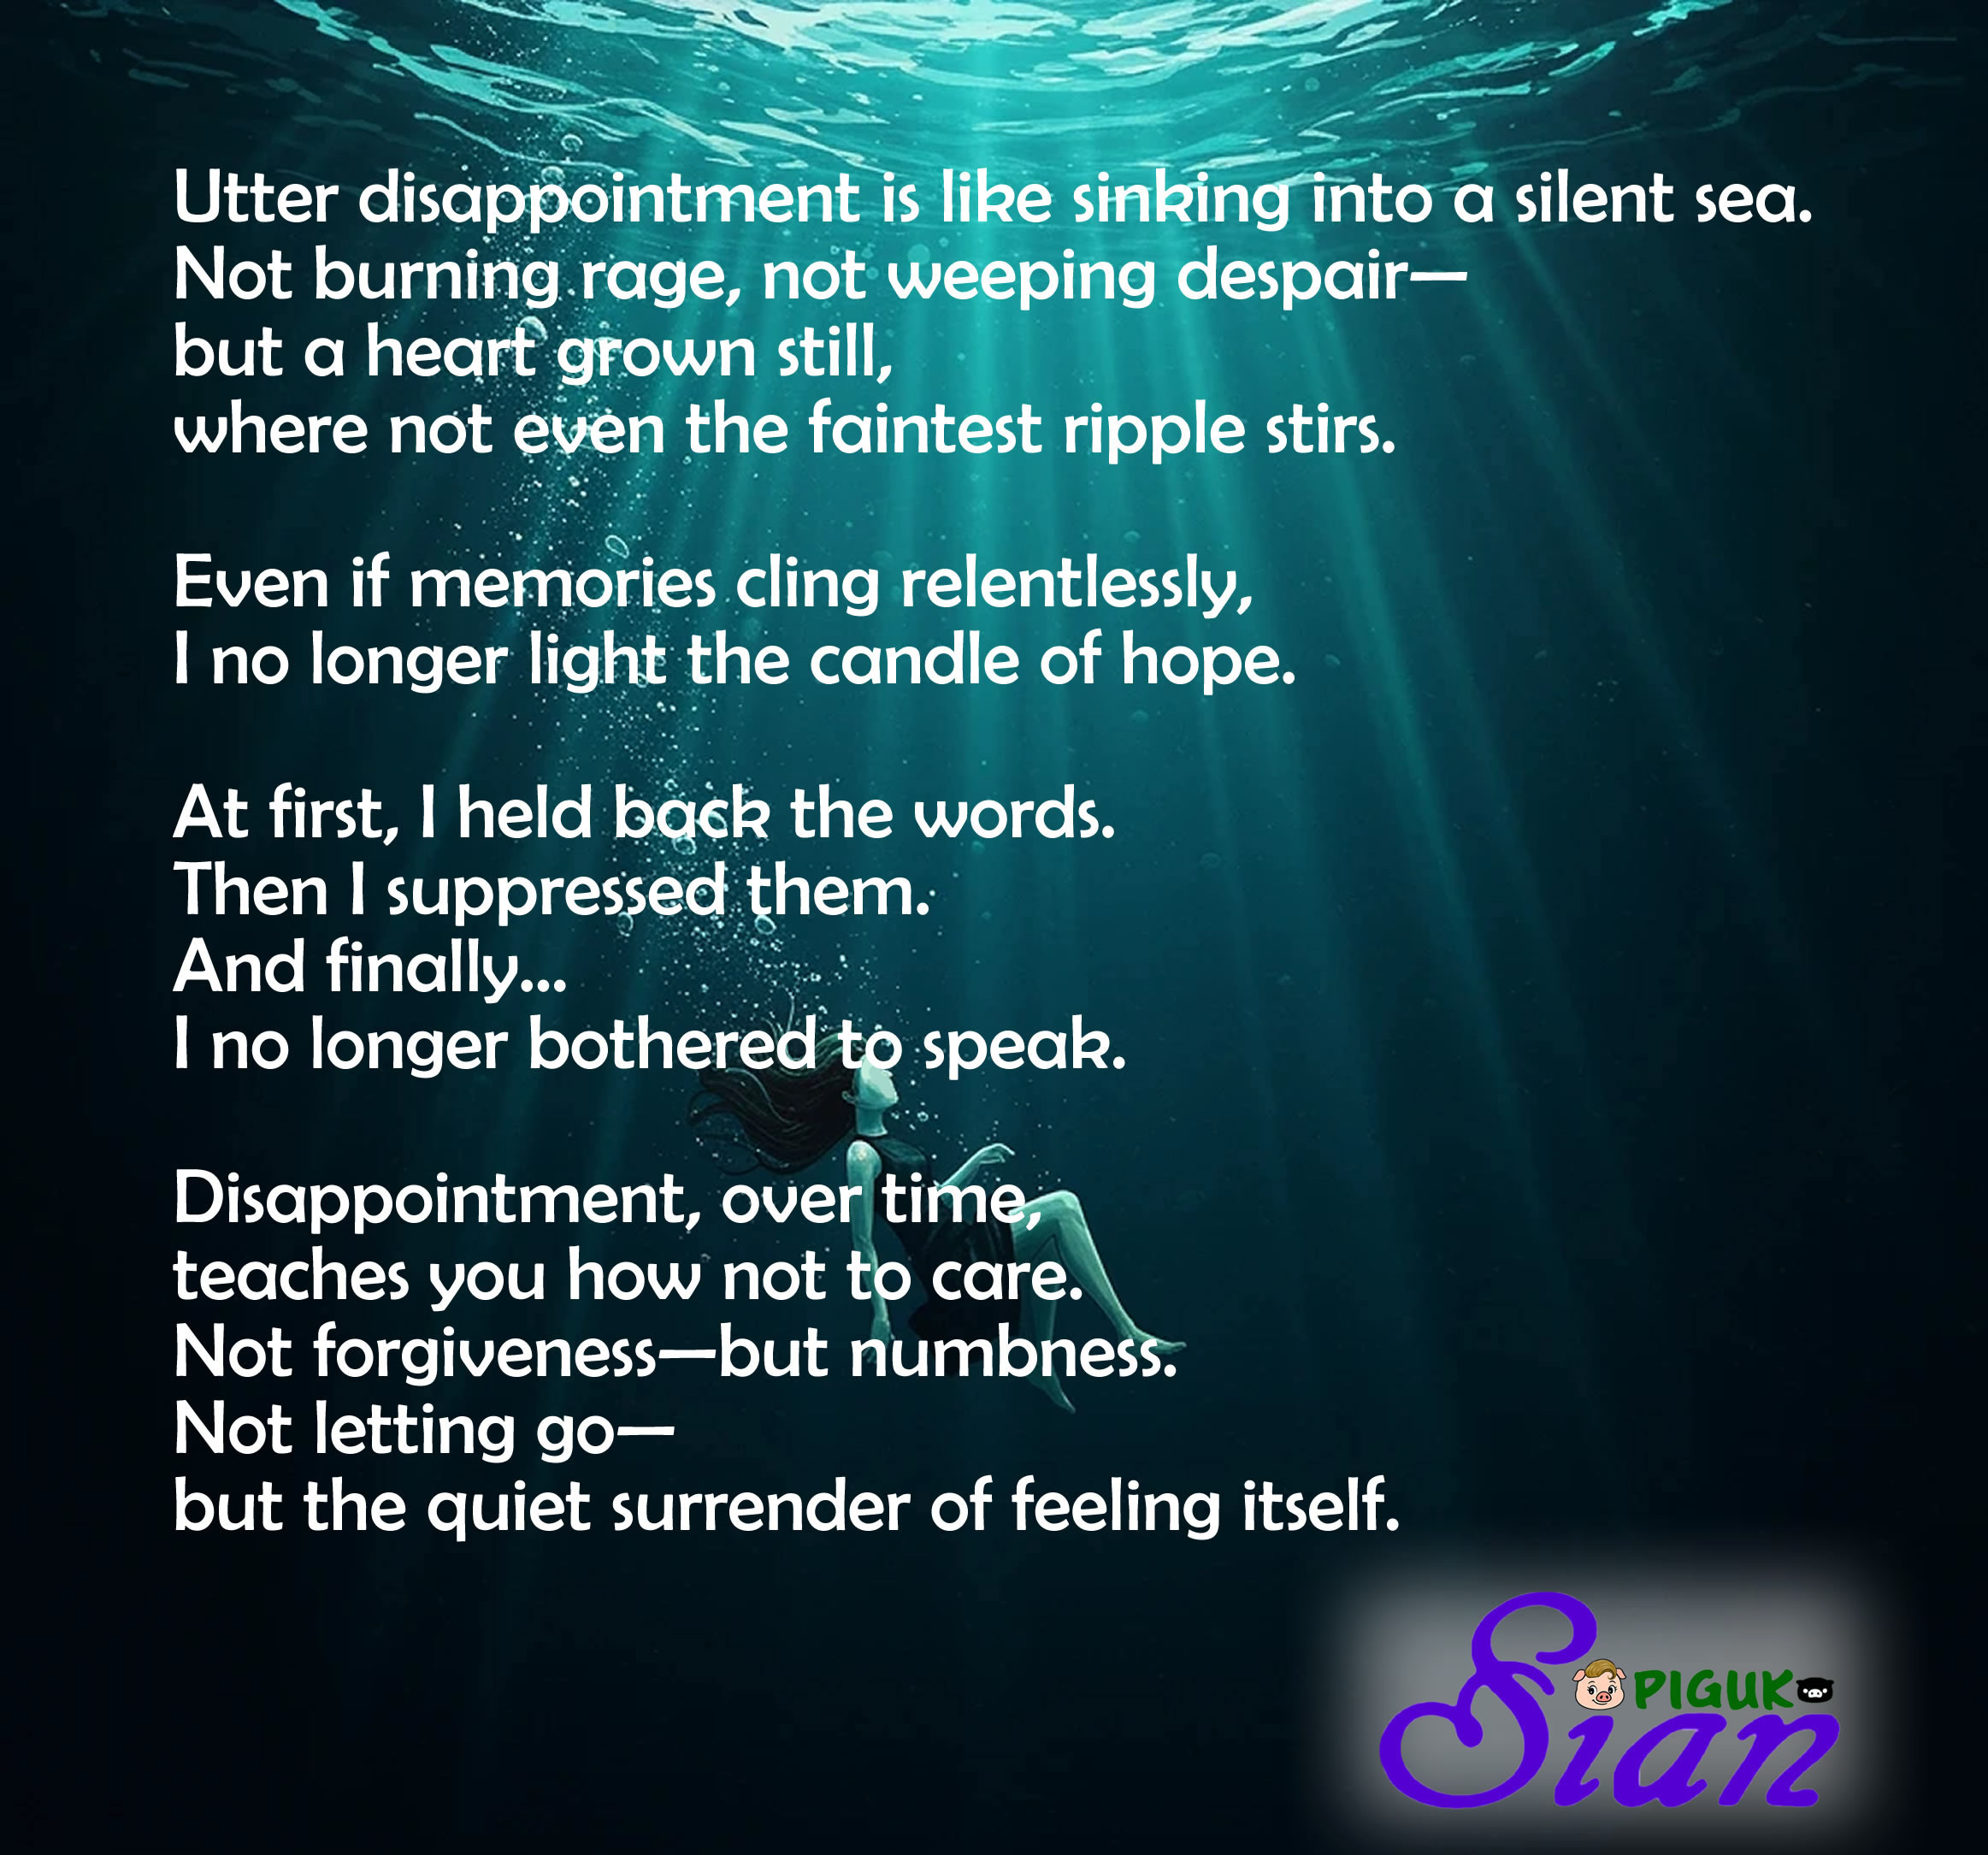 Utter disappointment is like sinking into a silent sea.
Not burning rage, not weeping despair—
but a heart grown still,
where not even the faintest ripple stirs.
Even if memories cling relentlessly,
I no longer light the candle of hope.
At first, I held back the words.
Then I suppressed them.
And finally...
I no longer bothered to speak.
Disappointment, over time,
teaches you how not to care.
Not forgiveness—but numbness.
Not letting go—
but the quiet surrender of feeling itself.
PIGUK
Sian